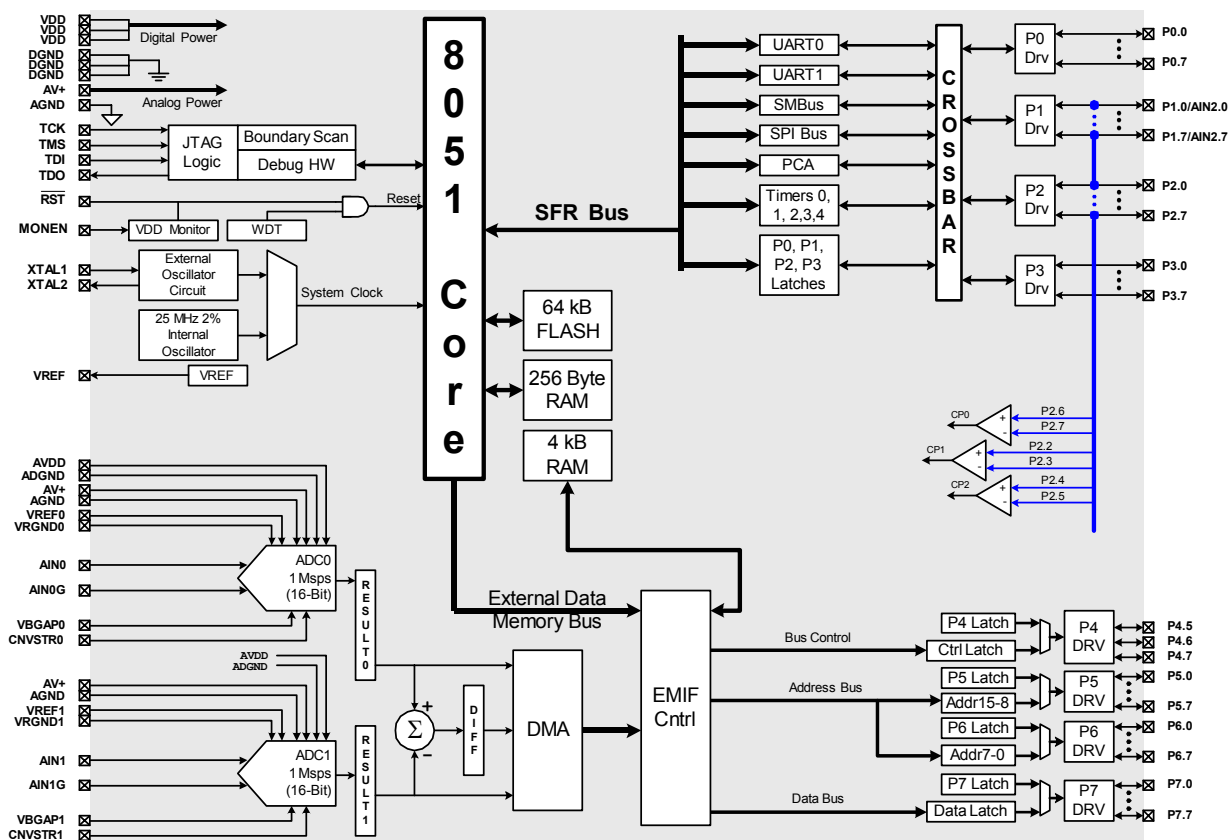 VDD
VDD
VDD
Digital Power
DGND
DGND
DGND
AV+
Analog Power
AGND
TCK
TMS
TDI
TDO
JTAG
Logic
Boundary Scan
Debug HW
RST
Reset
MONEN
VDD Monitor
WDT
XTAL1
XTAL2
External
Oscillator
Circuit
System Clock
25 MHz 2%
Internal
Oscillator
VREF
VREF
8051 Core
SFR Bus
64 kB
FLASH
256 Byte
RAM
4 kB
RAM
UART0
UART1
SMBus
SPI Bus
PCA
Timers 0,
1, 2,3,4
P0, P1,
P2, P3
Latches
CROSSBAR
P0
Drv
P0.0
P0.7
P1
Drv
P1.0/AIN2.0
P1.7/AIN2.7
P2
Drv
P2.0
P2.7
P3
Drv
P3.0
P3.7
CP0
+
-
P2.6
P2.7
CP1
+
-
P2.2
P2.3
CP2
+
-
P2.4
P2.5
AVDD
ADGND
AV+
AGND
VREF0
VRGND0
AIN0
AIN0G
VBGAP0
CNVSTR0
ADC0
1 Msps
(16-Bit)
RESULT0
AVDD
ADGND
AV+
AGND
VREF1
VRGND1
AIN1
AIN1G
VBGAP1
CNVSTR1
ADC1
1 Msps
(16-Bit)
RESULT1
+
Σ
-
DIFF
DMA
External Data
Memory Bus
EMIF
Cntrl
Bus Control
Address Bus
Data Bus
P4 Latch
Ctrl Latch
P4
DRV
P4.5
P4.6
P4.7
P5 Latch
Addr15-8
P5
DRV
P5.0
P5.7
P6 Latch
Addr7-0
P6
DRV
P6.0
P6.7
P7 Latch
Data Latch
P7
DRV
P7.0
P7.7